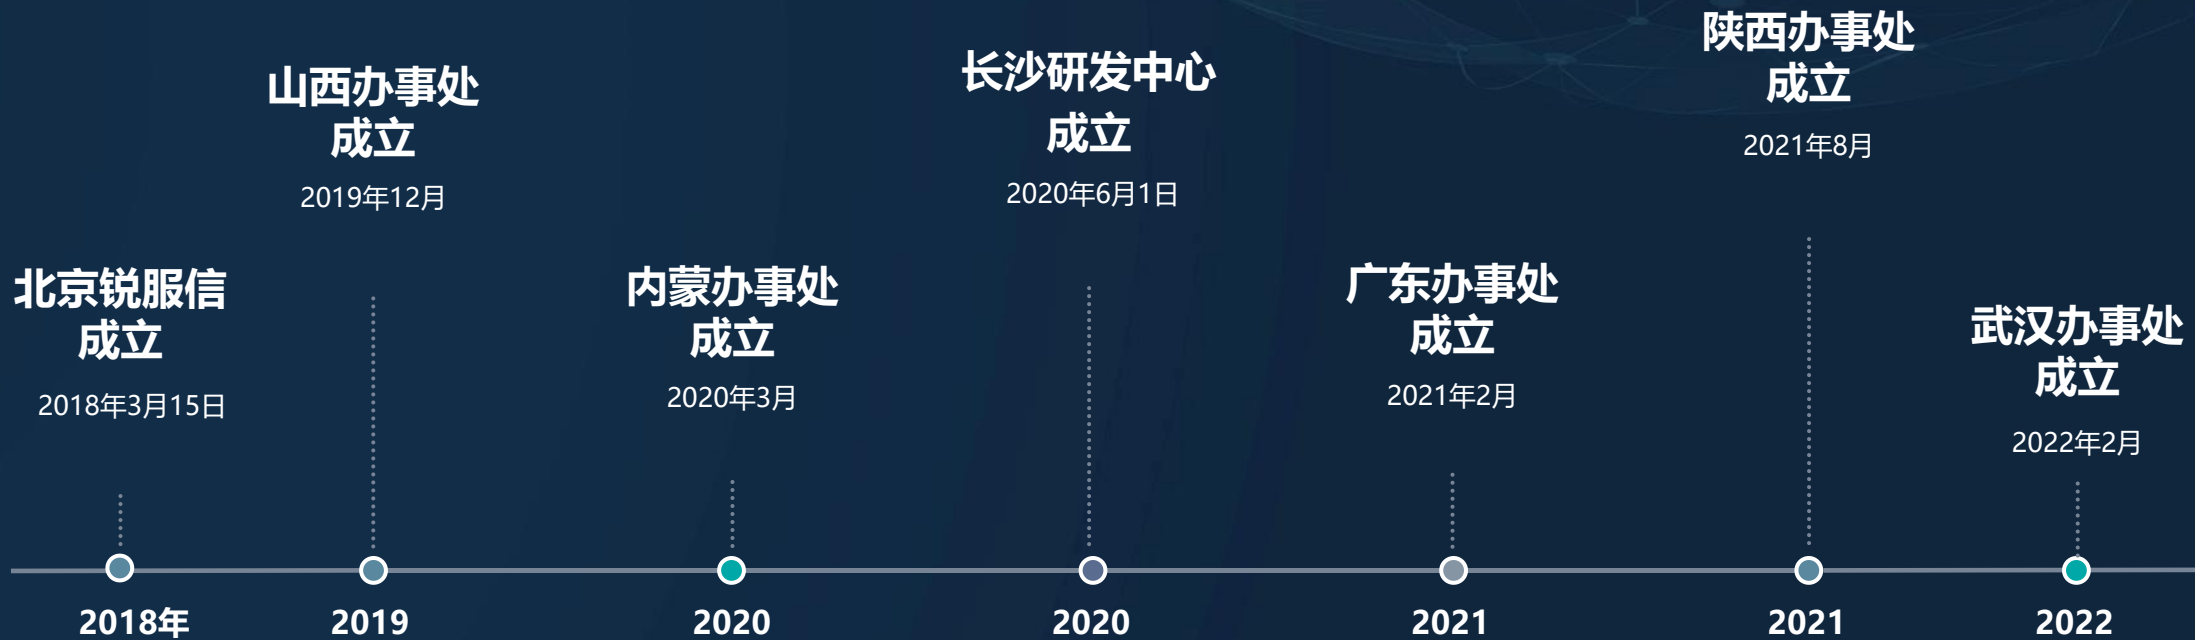 北京锐服信
成立
2018年3月15日
2018年
山西办事处
成立
2019年12月
2019
内蒙办事处
成立
2020年3月
2020
长沙研发中心
成立
2020年6月1日
2020
广东办事处
成立
2021年2月
2021
陕西办事处
成立
2021年8月
2021
武汉办事处
成立
2022年2月
2022